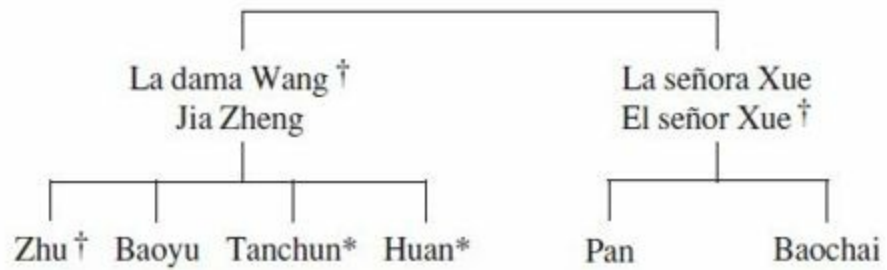 La dama Wang †
Jia Zheng
La señora Xue
El señor Xue †
Zhu † Baoyu Tanchun* Huan* Pan Baochai